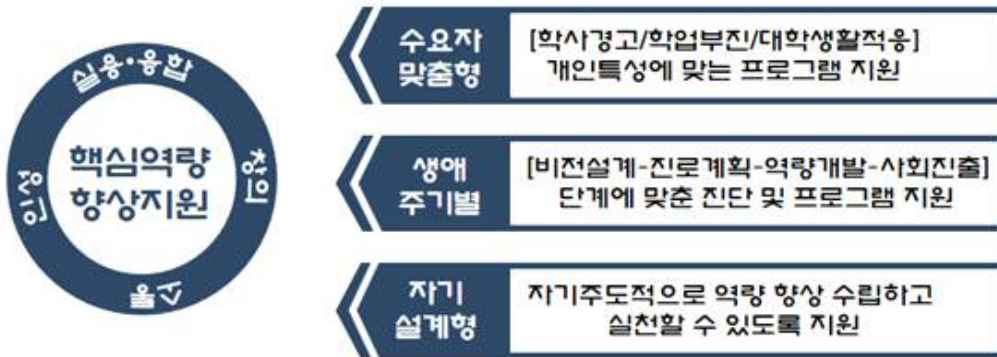 실용·융합
창의
소통
인성
핵심역량
향상지원
수요자
맞춤형
[학사경고/학업부진/대학생활적응]
개인특성에 맞는 프로그램 지원
생애
주기별
[비전설계-진로계획-역량개발-사회진출]
단계에 맞춘 진단 및 프로그램 지원
자기
설계형
자기주도적으로 역량 향상 수립하고
실천할 수 있도록 지원